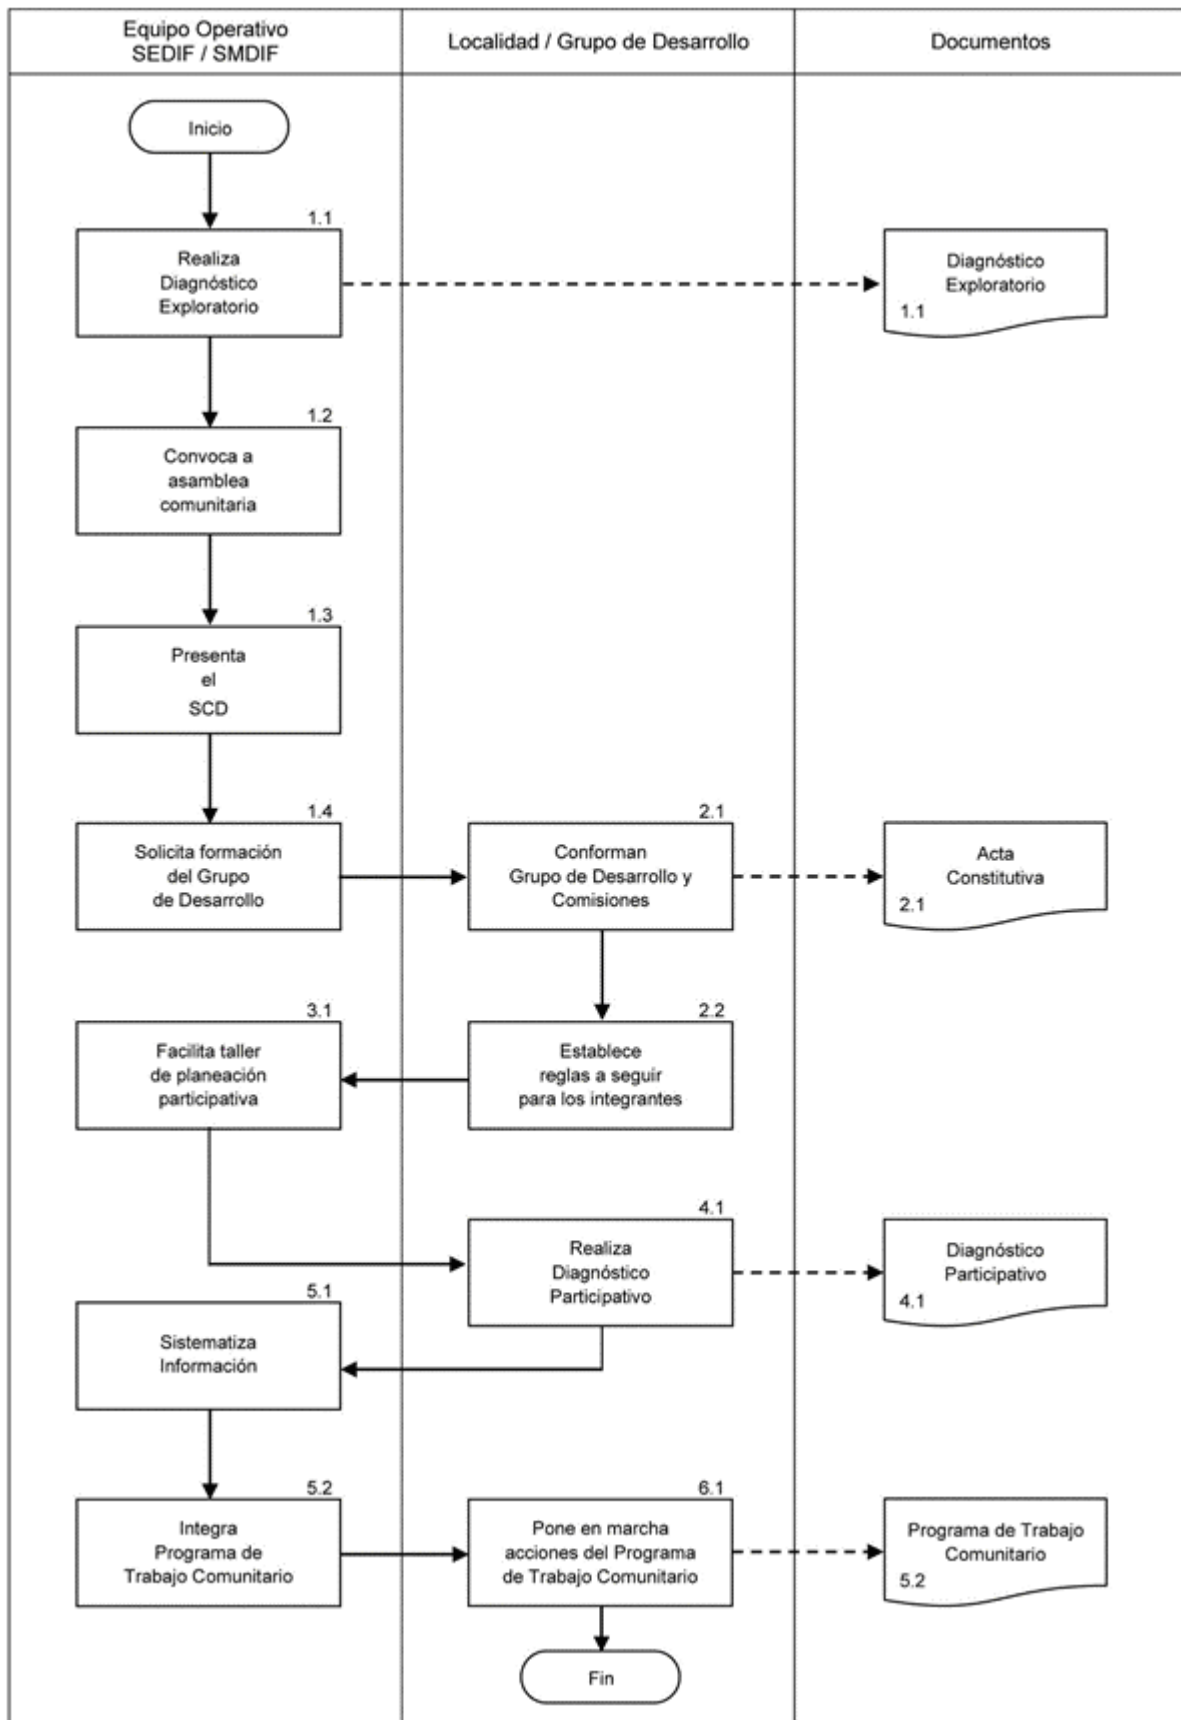 Equipo Operativo
SEDIF / SMDIF
Localidad / Grupo de Desarrollo
Documentos
Inicio
1.1
Realiza
Diagnóstico
Exploratorio
Diagnóstico
Exploratorio
1.1
1.2
Convoca a
asamblea
comunitaria
1.3
Presenta
el
SCD
1.4
Solicita formación
del Grupo
de Desarrollo
2.1
Conforman
Grupo de Desarrollo y
Comisiones
Acta
Constitutiva
2.1
2.2
Establece
reglas a seguir
para los integrantes
3.1
Facilita taller
de planeación
participativa
4.1
Realiza
Diagnóstico
Participativo
Diagnóstico
Participativo
4.1
5.1
Sistematiza
Información
5.2
Integra
Programa de
Trabajo Comunitario
6.1
Pone en marcha
acciones del Programa
de Trabajo Comunitario
Programa de Trabajo
Comunitario
5.2
Fin